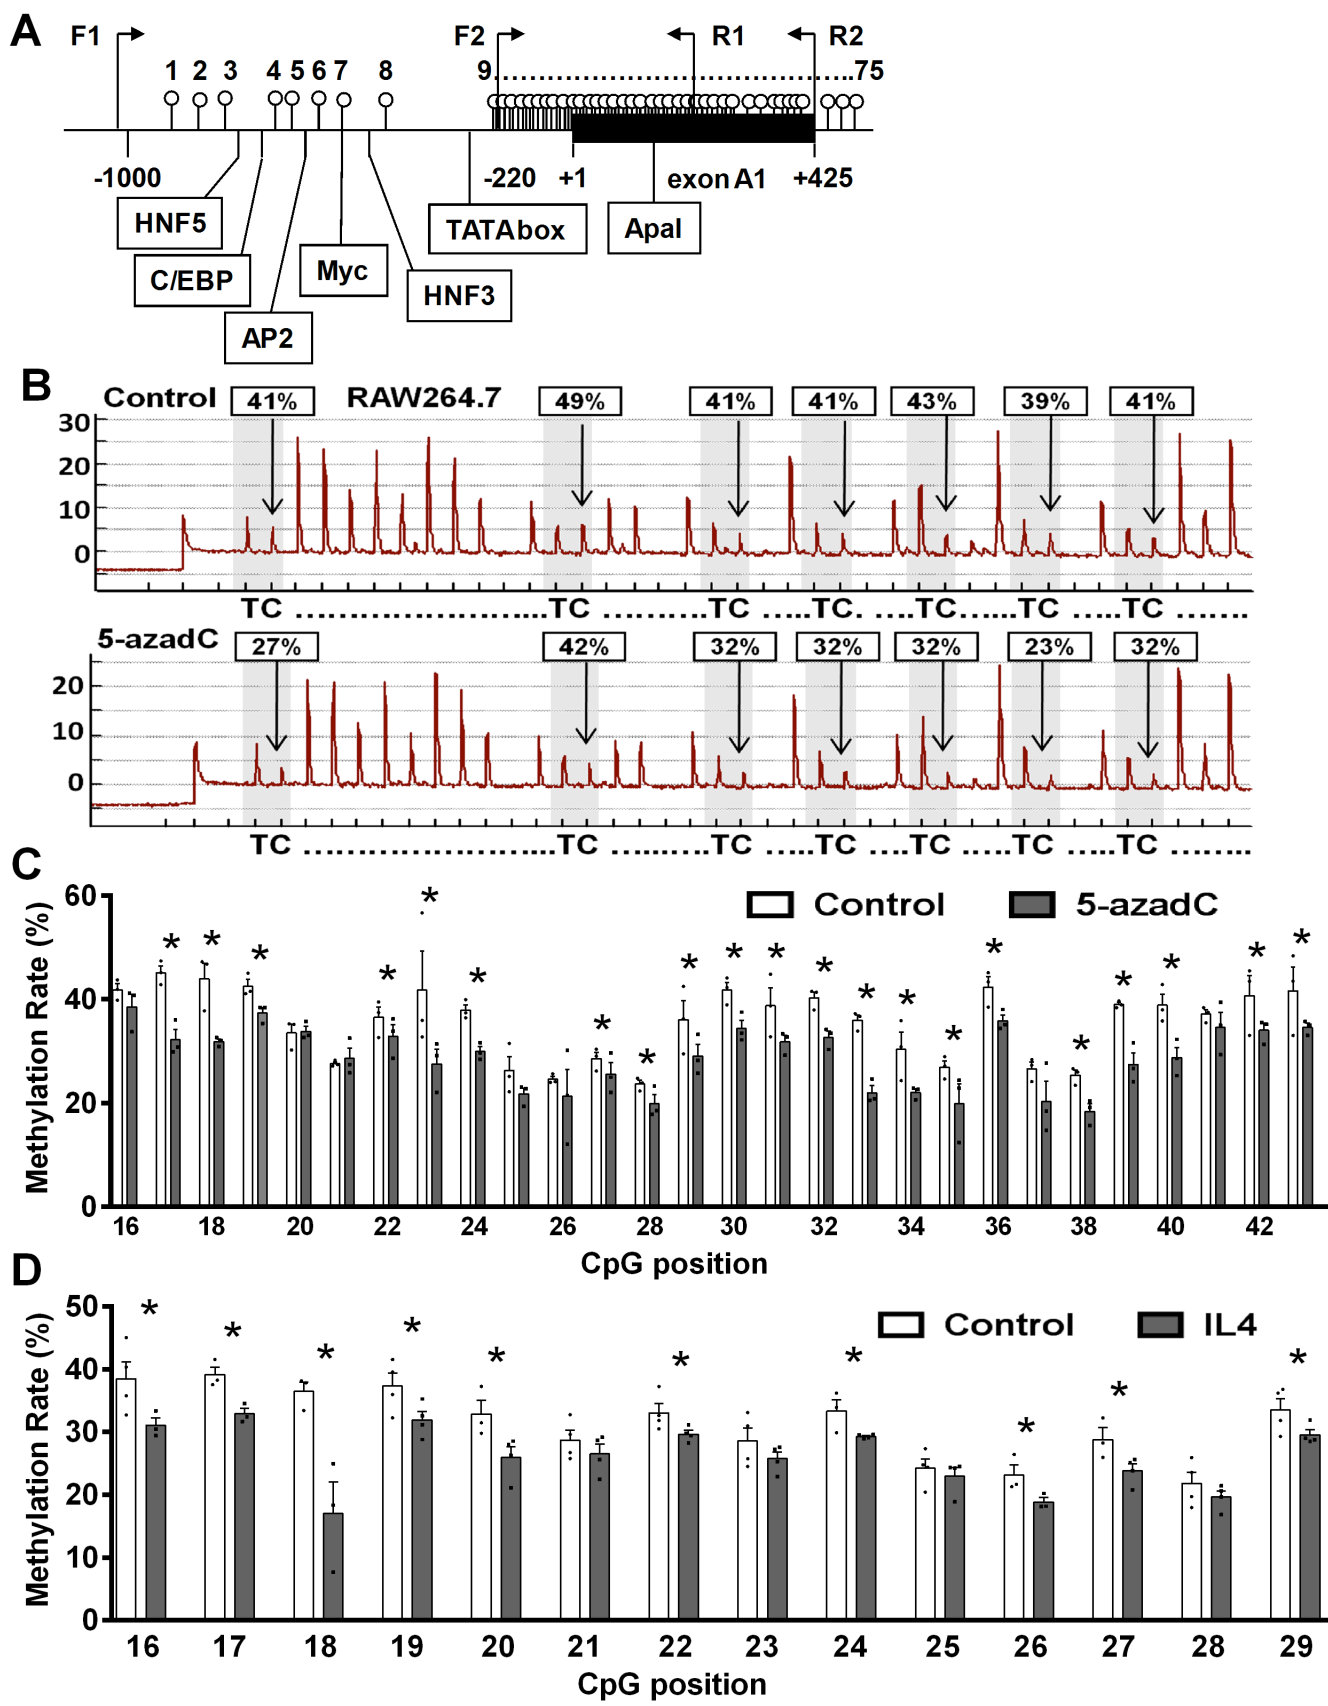 A
F1
F2
R1
R2
1 2 3 4 5 6 7 8 9 75
-1000 -220 +1 exon A1 +425
HNF5 TATAbox ApaI
C/EBP Myc HNF3
AP2
B
Control 41% RAW264.7 49% 41% 41% 43% 39% 41%
30
20
10
0
TC TC TC TC TC TC TC
5-azadC 27% 42% 32% 32% 32% 23% 32%
20
10
0
TC TC TC TC TC TC TC
C
Methylation Rate (%)
60
40
20
0
Control 5-azadC
* * * * * * * * * * * * * * * * * * * *
16 18 20 22 24 26 28 30 32 34 36 38 40 42
CpG position
D
Methylation Rate (%)
50
40
30
20
10
0
Control IL4
* * * * * * * * * *
16 17 18 19 20 21 22 23 24 25 26 27 28 29
CpG position